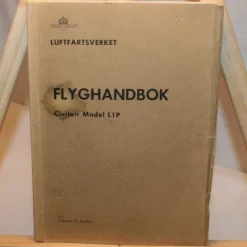 LUFTFARTSVERKET
FLYGHANDBOK
Civilair Model L1P